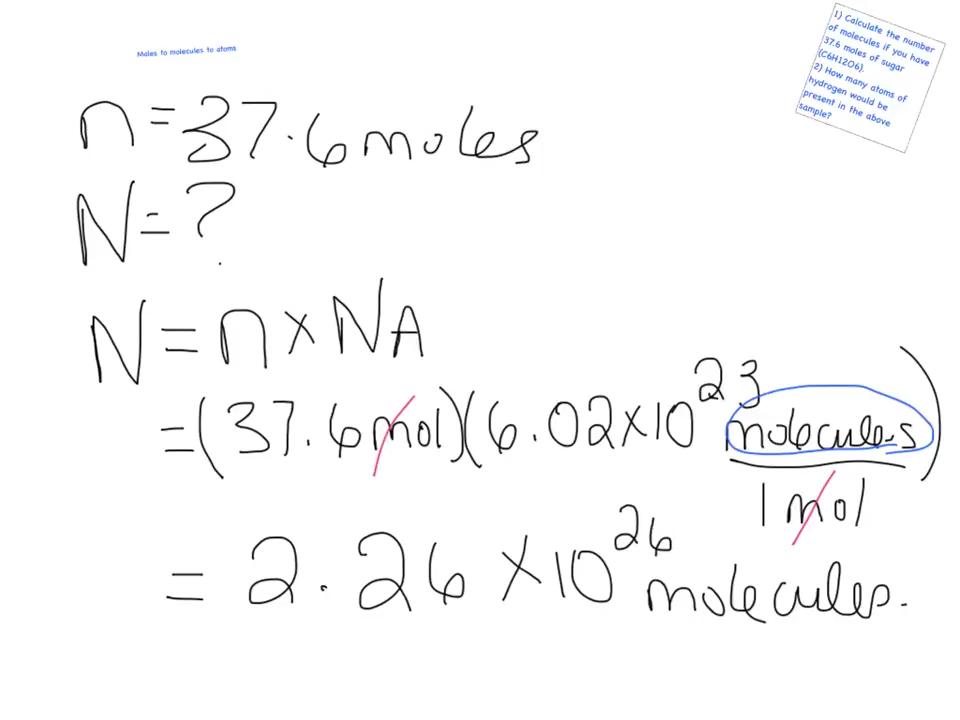 Moles to molecules to atoms
1) Calculate the number
of molecules if you have
37.6 moles of sugar
(C6H12O6).
2) How many atoms of
hydrogen would be
present in the above
sample?
n = 37.6 moles
N = ?
N = n × NA
= (37.6 mol)(6.02 × 10^23 molecules)
1 mol
= 2.26 × 10^26 molecules.